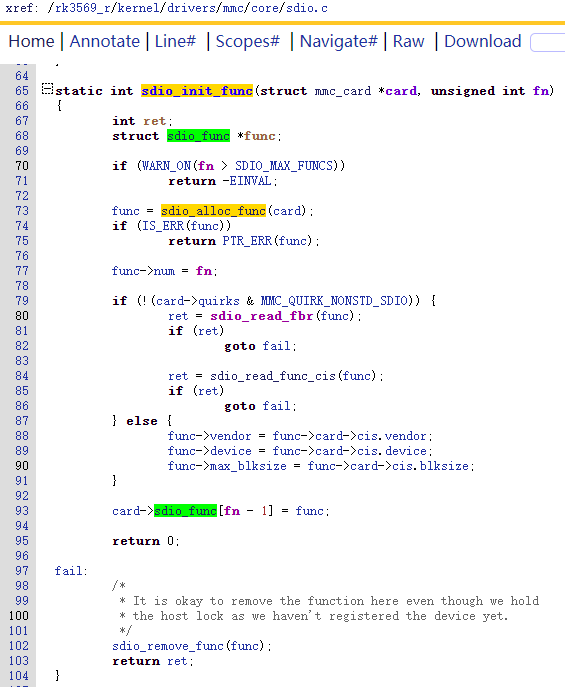 xref: /rk3569_r/kernel/drivers/mmc/core/sdio.c
Home | Annotate | Line# | Scopes# | Navigate# | Raw | Download
64
65 static int sdio_init_func(struct mmc_card *card, unsigned int fn)
66 {
67         int ret;
68         struct sdio_func *func;
69
70         if (WARN_ON(fn > SDIO_MAX_FUNCS))
71                 return -EINVAL;
72
73         func = sdio_alloc_func(card);
74         if (IS_ERR(func))
75                 return PTR_ERR(func);
76
77         func->num = fn;
78
79         if (!(card->quirks & MMC_QUIRK_NONSTD_SDIO)) {
80                 ret = sdio_read_fbr(func);
81                 if (ret)
82                         goto fail;
83
84                 ret = sdio_read_func_cis(func);
85                 if (ret)
86                         goto fail;
87         } else {
88                 func->vendor = func->card->cis.vendor;
89                 func->device = func->card->cis.device;
90                 func->max_blksize = func->card->cis.blksize;
91         }
92
93         card->sdio_func[fn - 1] = func;
94
95         return 0;
96
97 fail:
98         /*
99          * It is okay to remove the function here even though we hold
100          * the host lock as we haven't registered the device yet.
101          */
102         sdio_remove_func(func);
103         return ret;
104 }